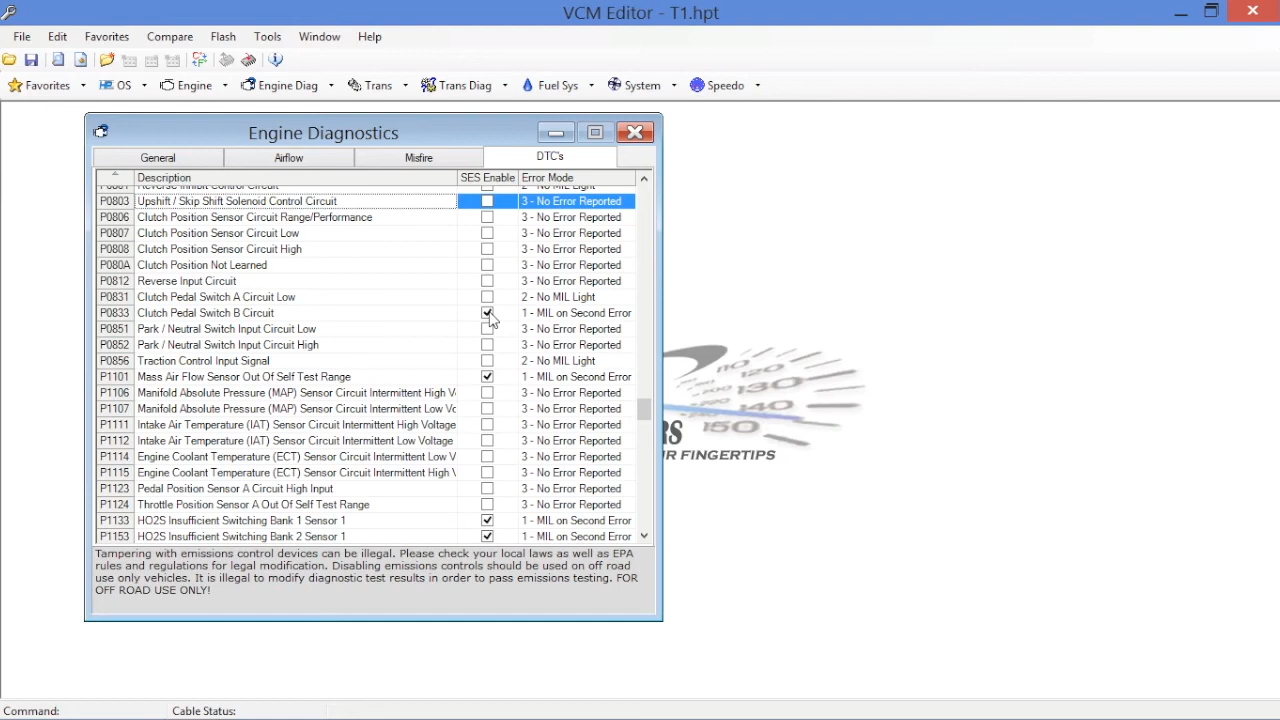 VCM Editor - T1.hpt
File Edit Favorites Compare Flash Tools Window Help
Favorites OS Engine Engine Diag Trans Trans Diag Fuel Sys System Speedo
Engine Diagnostics
General Airflow Misfire DTC's
Description SES Enable Error Mode
P0801 Reverse Inhibit Control Circuit 2 - No MIL Light
P0803 Upshift / Skip Shift Solenoid Control Circuit 3 - No Error Reported
P0806 Clutch Position Sensor Circuit Range/Performance 3 - No Error Reported
P0807 Clutch Position Sensor Circuit Low 3 - No Error Reported
P0808 Clutch Position Sensor Circuit High 3 - No Error Reported
P080A Clutch Position Not Learned 3 - No Error Reported
P0812 Reverse Input Circuit 3 - No Error Reported
P0831 Clutch Pedal Switch A Circuit Low 2 - No MIL Light
P0833 Clutch Pedal Switch B Circuit 1 - MIL on Second Error
P0851 Park / Neutral Switch Input Circuit Low 3 - No Error Reported
P0852 Park / Neutral Switch Input Circuit High 3 - No Error Reported
P0856 Traction Control Input Signal 2 - No MIL Light
P1101 Mass Air Flow Sensor Out Of Self Test Range 1 - MIL on Second Error
P1106 Manifold Absolute Pressure (MAP) Sensor Circuit Intermittent High V 3 - No Error Reported
P1107 Manifold Absolute Pressure (MAP) Sensor Circuit Intermittent Low Vo 3 - No Error Reported
P1111 Intake Air Temperature (IAT) Sensor Circuit Intermittent High Voltage 3 - No Error Reported
P1112 Intake Air Temperature (IAT) Sensor Circuit Intermittent Low Voltage 3 - No Error Reported
P1114 Engine Coolant Temperature (ECT) Sensor Circuit Intermittent Low V 3 - No Error Reported
P1115 Engine Coolant Temperature (ECT) Sensor Circuit Intermittent High V 3 - No Error Reported
P1123 Pedal Position Sensor A Circuit High Input 3 - No Error Reported
P1124 Throttle Position Sensor A Out Of Self Test Range 3 - No Error Reported
P1133 HO2S Insufficient Switching Bank 1 Sensor 1 1 - MIL on Second Error
P1153 HO2S Insufficient Switching Bank 2 Sensor 1 1 - MIL on Second Error
Tampering with emissions control devices can be illegal. Please check your local laws as well as EPA
rules and regulations for legal modification. Disabling emissions controls should be used on off road
use only vehicles. It is illegal to modify diagnostic test results in order to pass emissions testing. FOR
OFF ROAD USE ONLY!
110
120
130
140
150
RS
UR FINGERTIPS
Command: Cable Status: